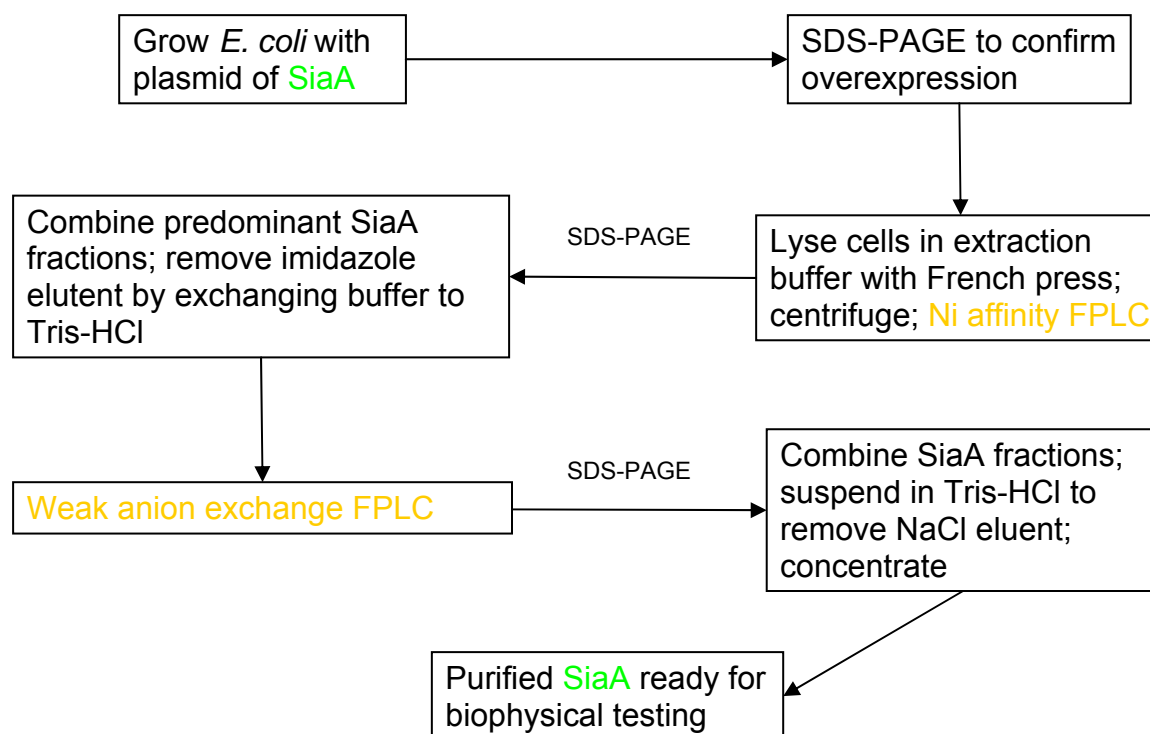 Grow E. coli with
plasmid of SiaA
SDS-PAGE to confirm
overexpression
Lyse cells in extraction
buffer with French press;
centrifuge; Ni affinity FPLC
SDS-PAGE
Combine predominant SiaA
fractions; remove imidazole
elutent by exchanging buffer to
Tris-HCl
Weak anion exchange FPLC
SDS-PAGE
Combine SiaA fractions;
suspend in Tris-HCl to
remove NaCl eluent;
concentrate
Purified SiaA ready for
biophysical testing